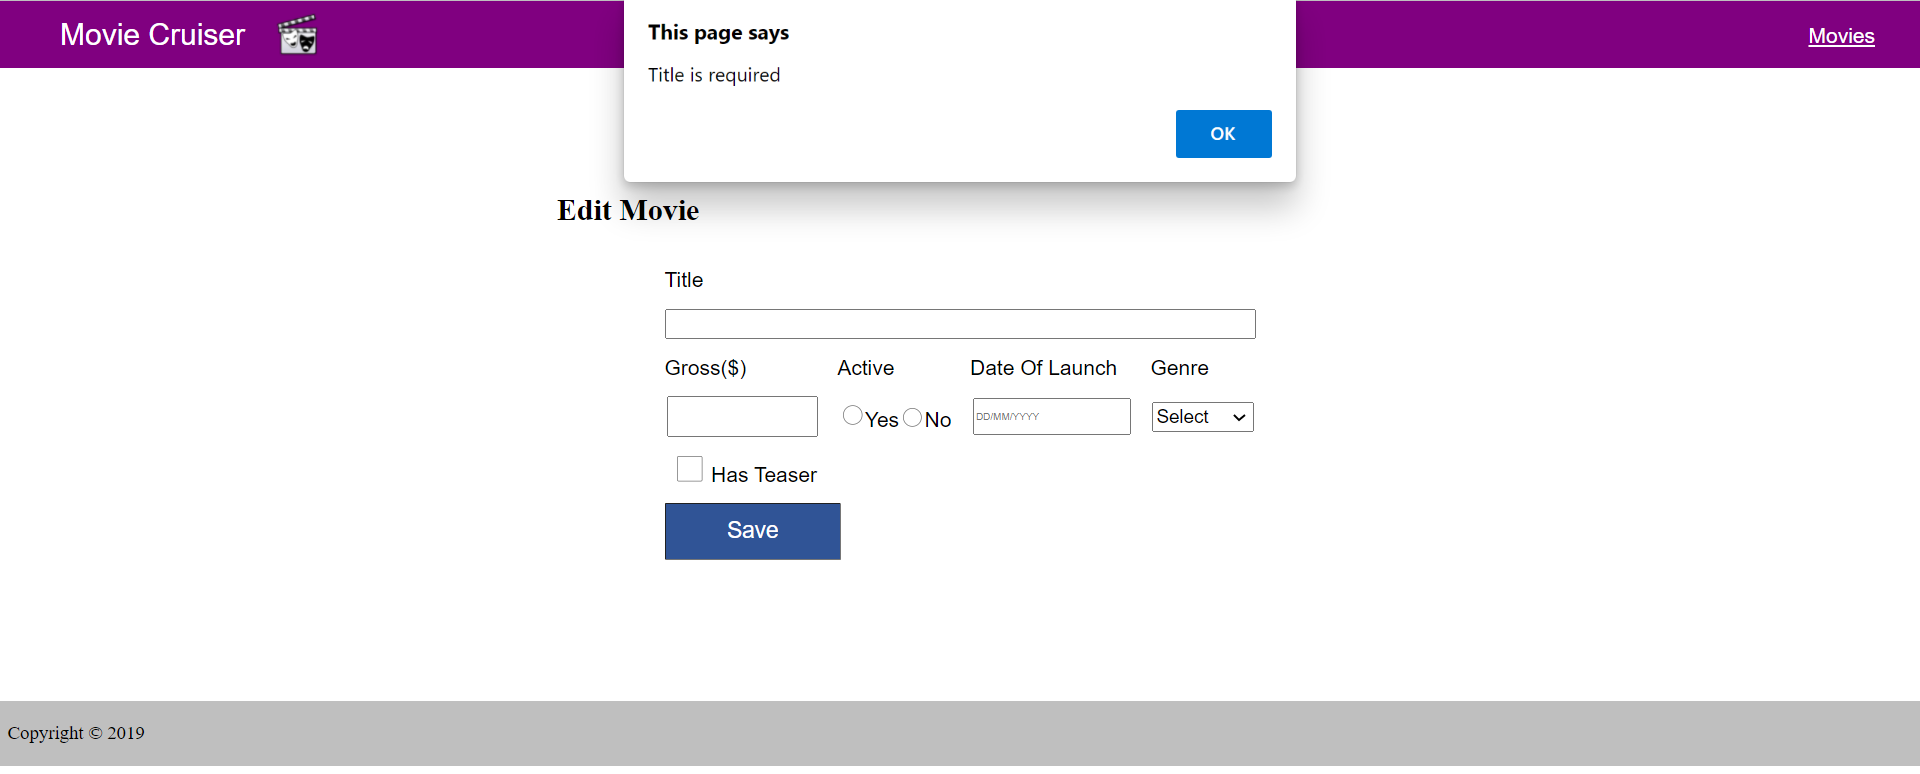 Movie Cruiser
Movies
This page says
Title is required
OK
Edit Movie
Title
Gross($) Active Date Of Launch Genre
Yes No DD/MM/YYYY Select
Has Teaser
Save
Copyright © 2019